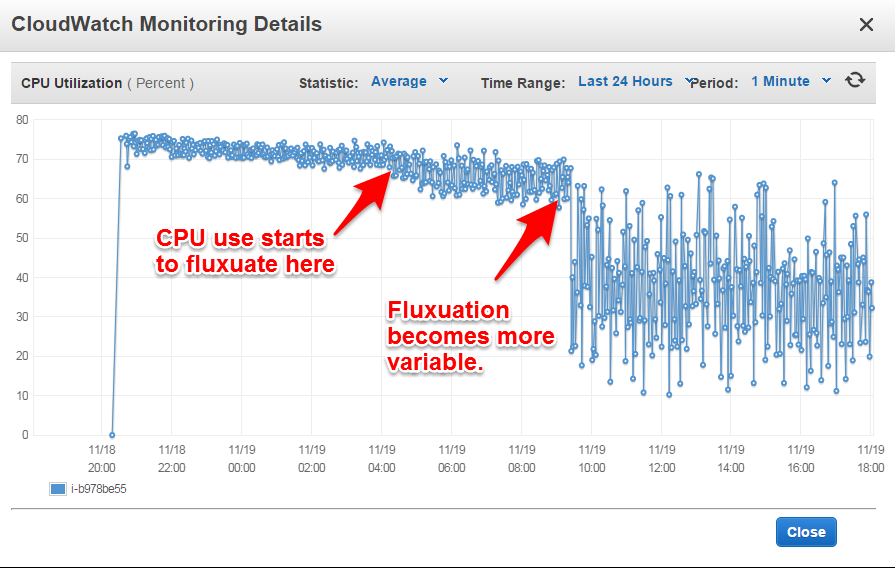 CloudWatch Monitoring Details
CPU Utilization ( Percent ) Statistic: Average Time Range: Last 24 Hours Period: 1 Minute
80
70
60
50
40
30
20
10
0
CPU use starts
to fluxuate here
Fluxuation
becomes more
variable.
11/18 11/18 11/19 11/19 11/19 11/19 11/19 11/19 11/19 11/19 11/19 11/19
20:00 22:00 00:00 02:00 04:00 06:00 08:00 10:00 12:00 14:00 16:00 18:00
i-b978be55
Close